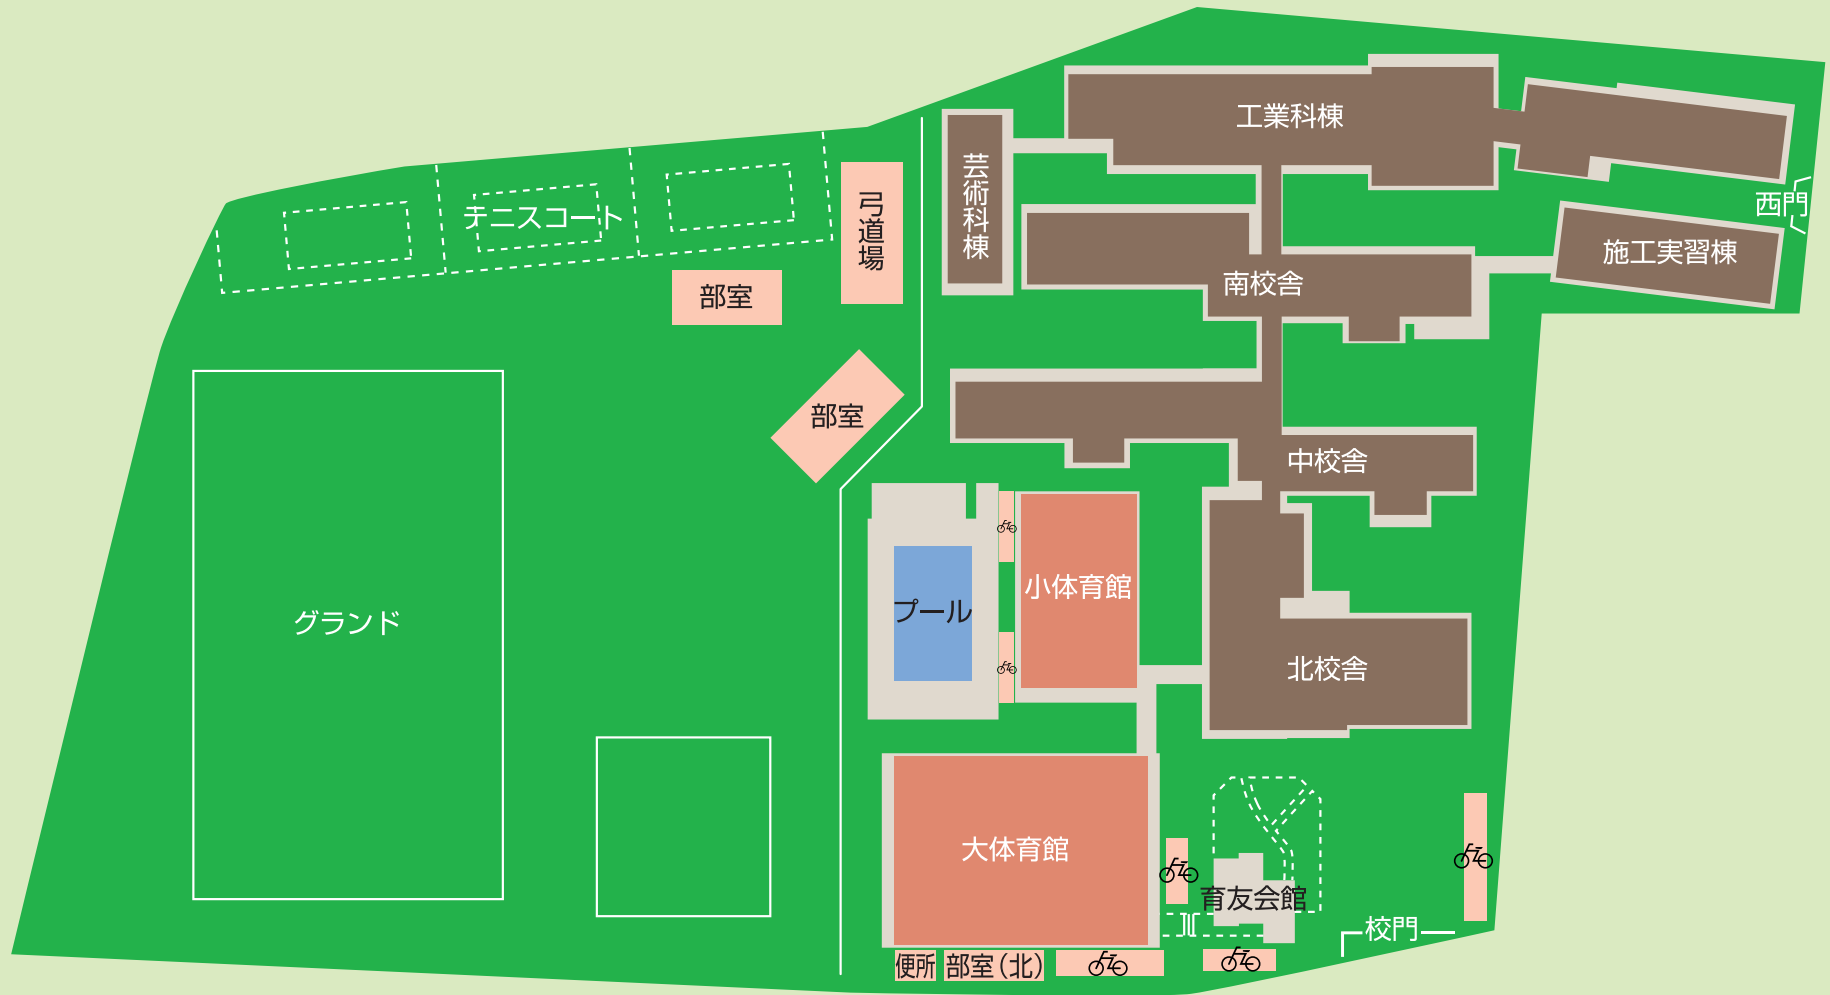 工業科棟
芸術科棟
西門
テニスコート
弓道場
施工実習棟
南校舎
部室
部室
中校舎
小体育館
プール
グランド
北校舎
大体育館
育友会館
校門
便所
部室(北)